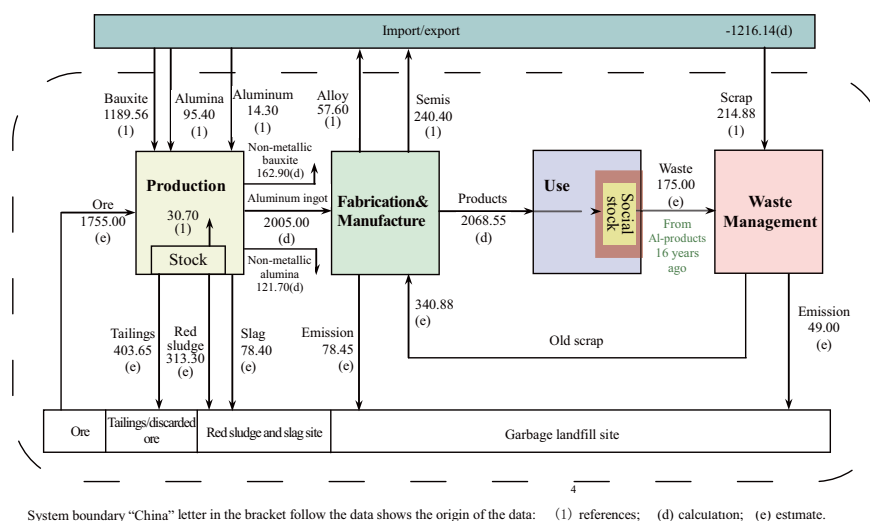 Import/export
-1216.14(d)
Bauxite
1189.56
(1)
Alumina
95.40
(1)
Aluminum
14.30
(1)
Alloy
57.60
(1)
Semis
240.40
(1)
Scrap
214.88
(1)
Non-metallic
bauxite
162.90(d)
Production
30.70
(1)
Stock
Ore
1755.00
(e)
Aluminum ingot
2005.00
(d)
Non-metallic
alumina
121.70(d)
Fabrication&
Manufacture
Products
2068.55
(d)
Use
Social
stock
Waste
175.00
(e)
From
Al-products
16 years
ago
Waste
Management
Tailings
403.65
(e)
Red
sludge
313.30
(e)
Slag
78.40
(e)
Emission
78.45
(e)
340.88
(e)
Old scrap
Emission
49.00
(e)
Ore
Tailings/discarded
ore
Red sludge and slag site
Garbage landfill site
4
System boundary “China” letter in the bracket follow the data shows the origin of the data: (1) references; (d) calculation; (e) estimate.